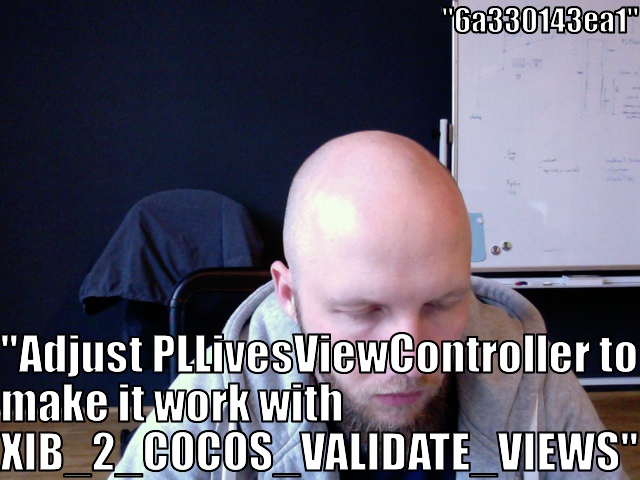 "6a330143ea1"
"Adjust PLLivesViewController to
make it work with
XIB_2_COCOS_VALIDATE_VIEWS"